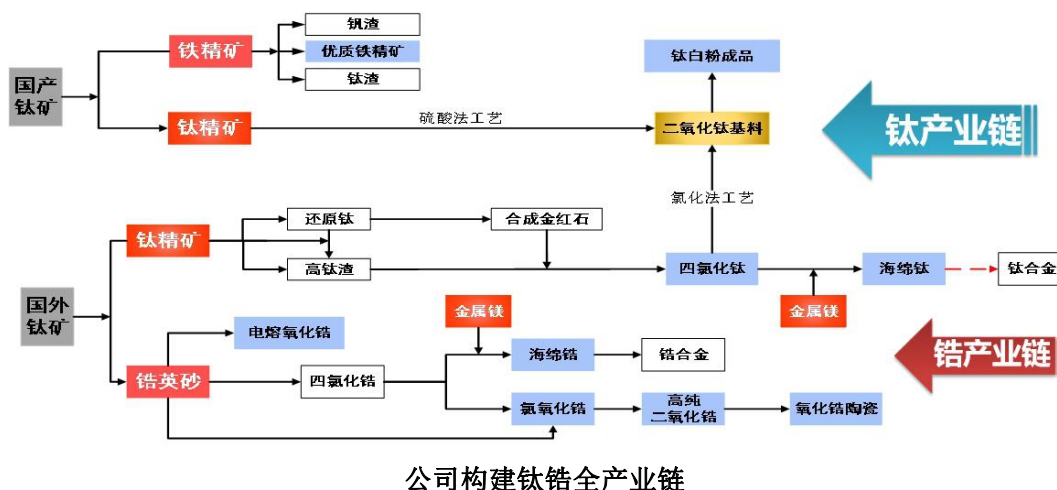 钒渣
铁精矿
优质铁精矿
钛白粉成品
国产
钛矿
钛渣
硫酸法工艺
钛精矿
二氧化钛基料
钛产业链
氯化法工艺
还原钛
合成金红石
钛精矿
高钛渣
四氯化钛
海绵钛
钛合金
国外
钛矿
金属镁
金属镁
电熔氧化锆
海绵锆
锆合金
锆产业链
锆英砂
四氯化锆
氯氧化锆
高纯
二氧化锆
氧化锆陶瓷
公司构建钛锆全产业链